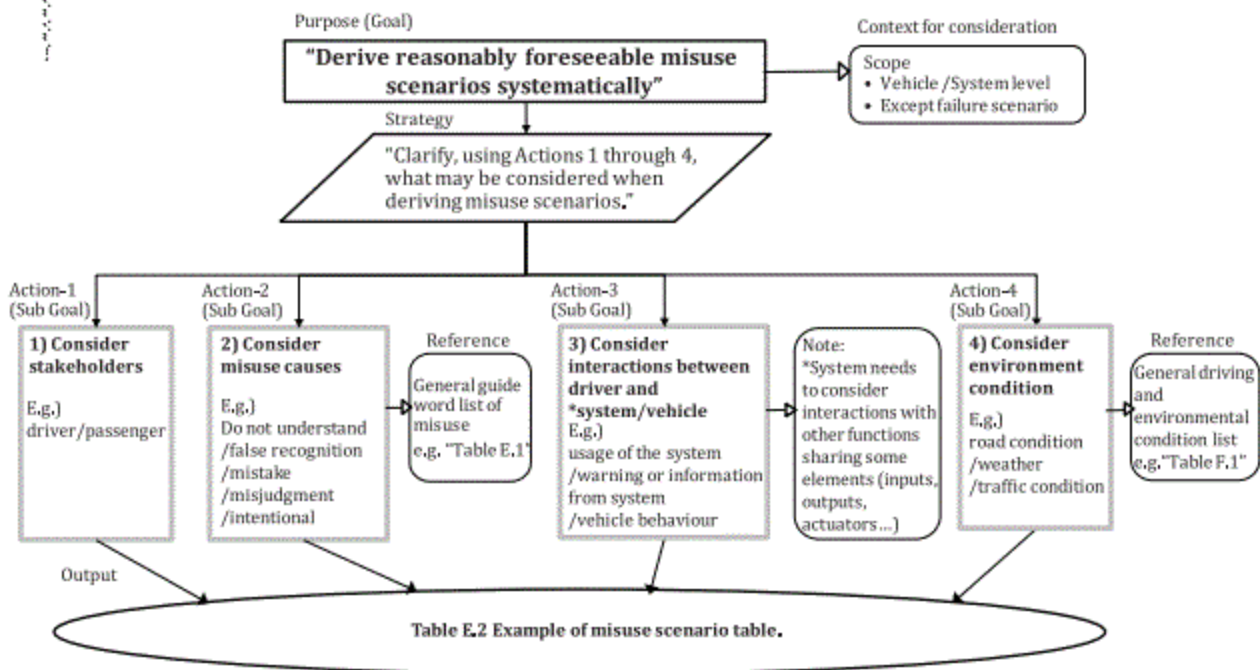 Purpose (Goal)
"Derive reasonably foreseeable misuse
scenarios systematically"
Context for consideration
Scope
• Vehicle /System level
• Except failure scenario
Strategy
"Clarify, using Actions 1 through 4,
what may be considered when
deriving misuse scenarios."
Action-1
(Sub Goal)
1) Consider
stakeholders
E.g.)
driver/passenger
Action-2
(Sub Goal)
2) Consider
misuse causes
E.g.)
Do not understand
/false recognition
/mistake
/misjudgment
/intentional
Reference
General guide
word list of
misuse
e.g. "Table E.1"
Action-3
(Sub Goal)
3) Consider
interactions between
driver and
*system/vehicle
E.g.)
usage of the system
/warning or information
from system
/vehicle behaviour
Note:
*System needs
to consider
interactions with
other functions
sharing some
elements (inputs,
outputs,
actuators...)
Action-4
(Sub Goal)
4) Consider
environment
condition
E.g.)
road condition
/weather
/traffic condition
Reference
General driving
and
environmental
condition list
e.g."Table F.1"
Output
Table E.2 Example of misuse scenario table.